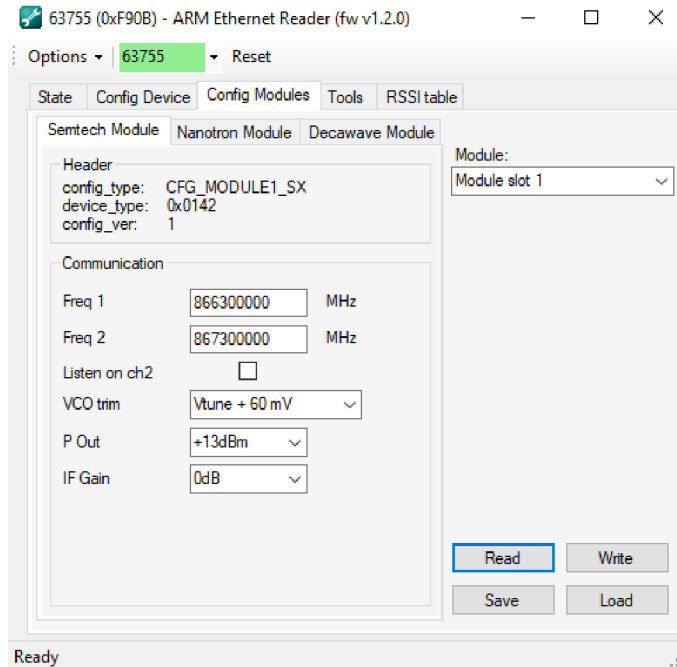 63755 (0xF90B) - ARM Ethernet Reader (fw v1.2.0)
Options 63755 Reset
State Config Device Config Modules Tools RSSI table
Semtech Module Nanotron Module Decawave Module
Module:
Module slot 1
Header
config_type: CFG_MODULE1_SX
device_type: 0x0142
config_ver: 1
Communication
Freq 1 866300000 MHz
Freq 2 867300000 MHz
Listen on ch2
VCO trim Vtune + 60 mV
P Out +13dBm
IF Gain 0dB
Read Write
Save Load
Ready